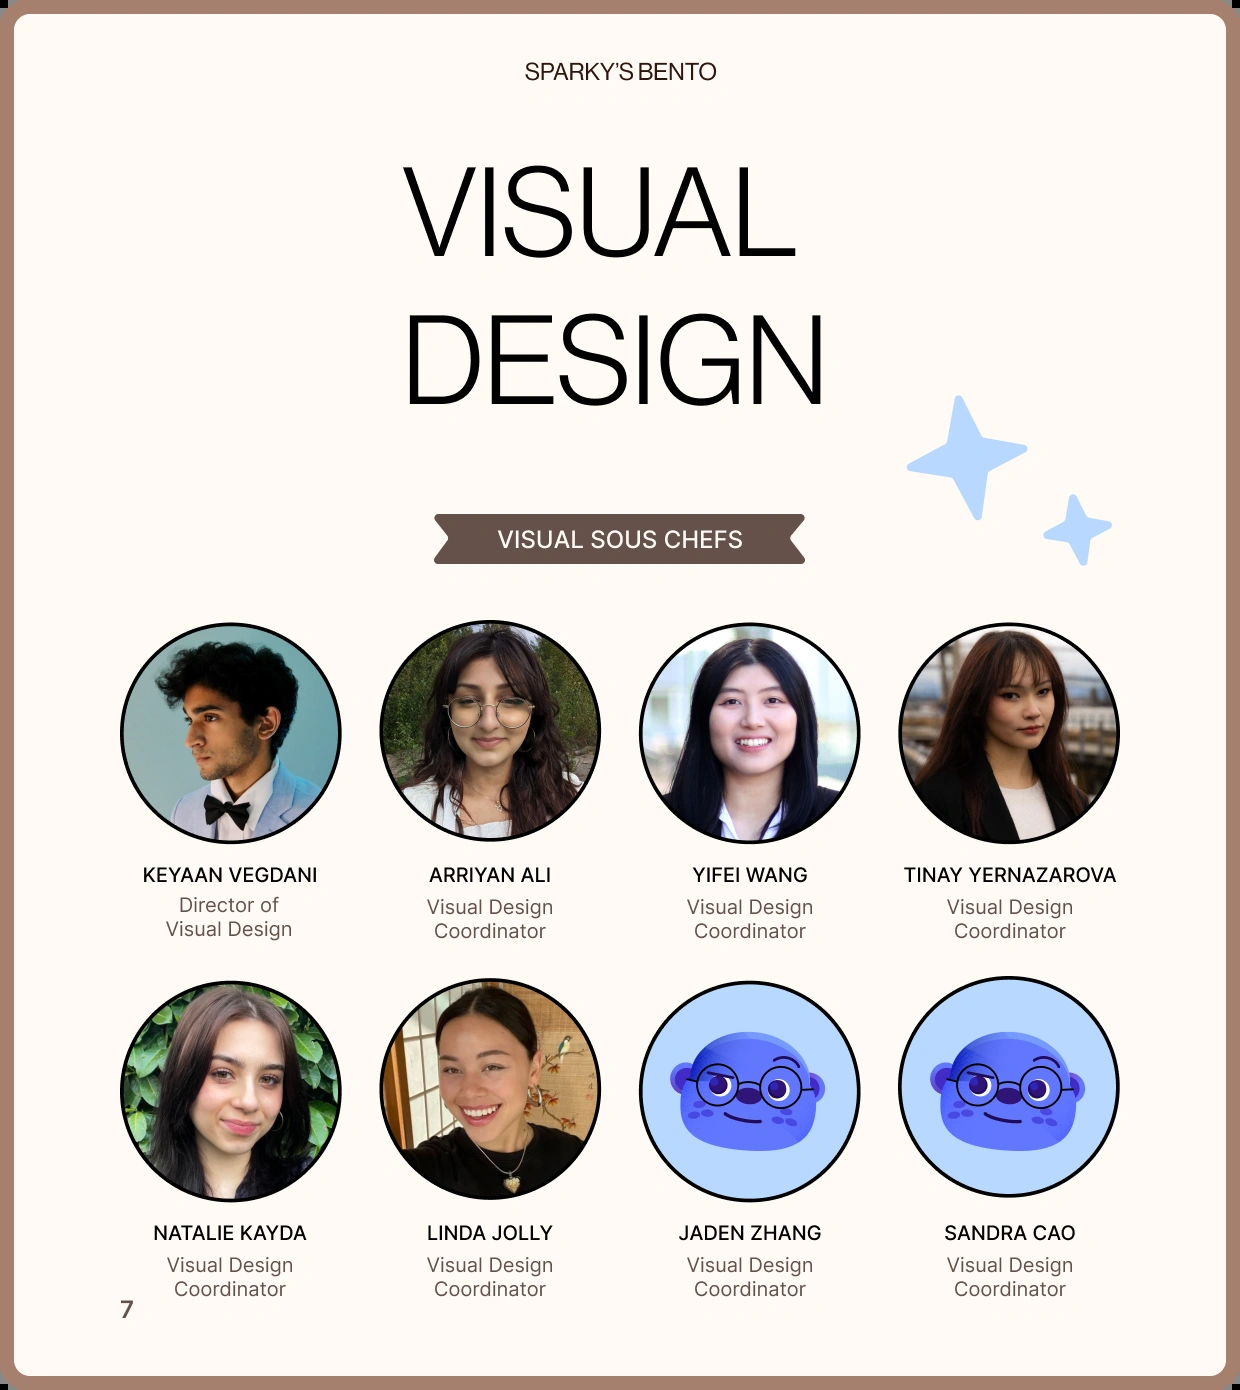 SPARKY'S BENTO
VISUAL
DESIGN
VISUAL SOUS CHEFS
KEYAAN VEGDANI
Director of
Visual Design
ARRIYAN ALI
Visual Design
Coordinator
YIFEI WANG
Visual Design
Coordinator
TINAY YERNAZAROVA
Visual Design
Coordinator
NATALIE KAYDA
Visual Design
Coordinator
LINDA JOLLY
Visual Design
Coordinator
JADEN ZHANG
Visual Design
Coordinator
SANDRA CAO
Visual Design
Coordinator
7